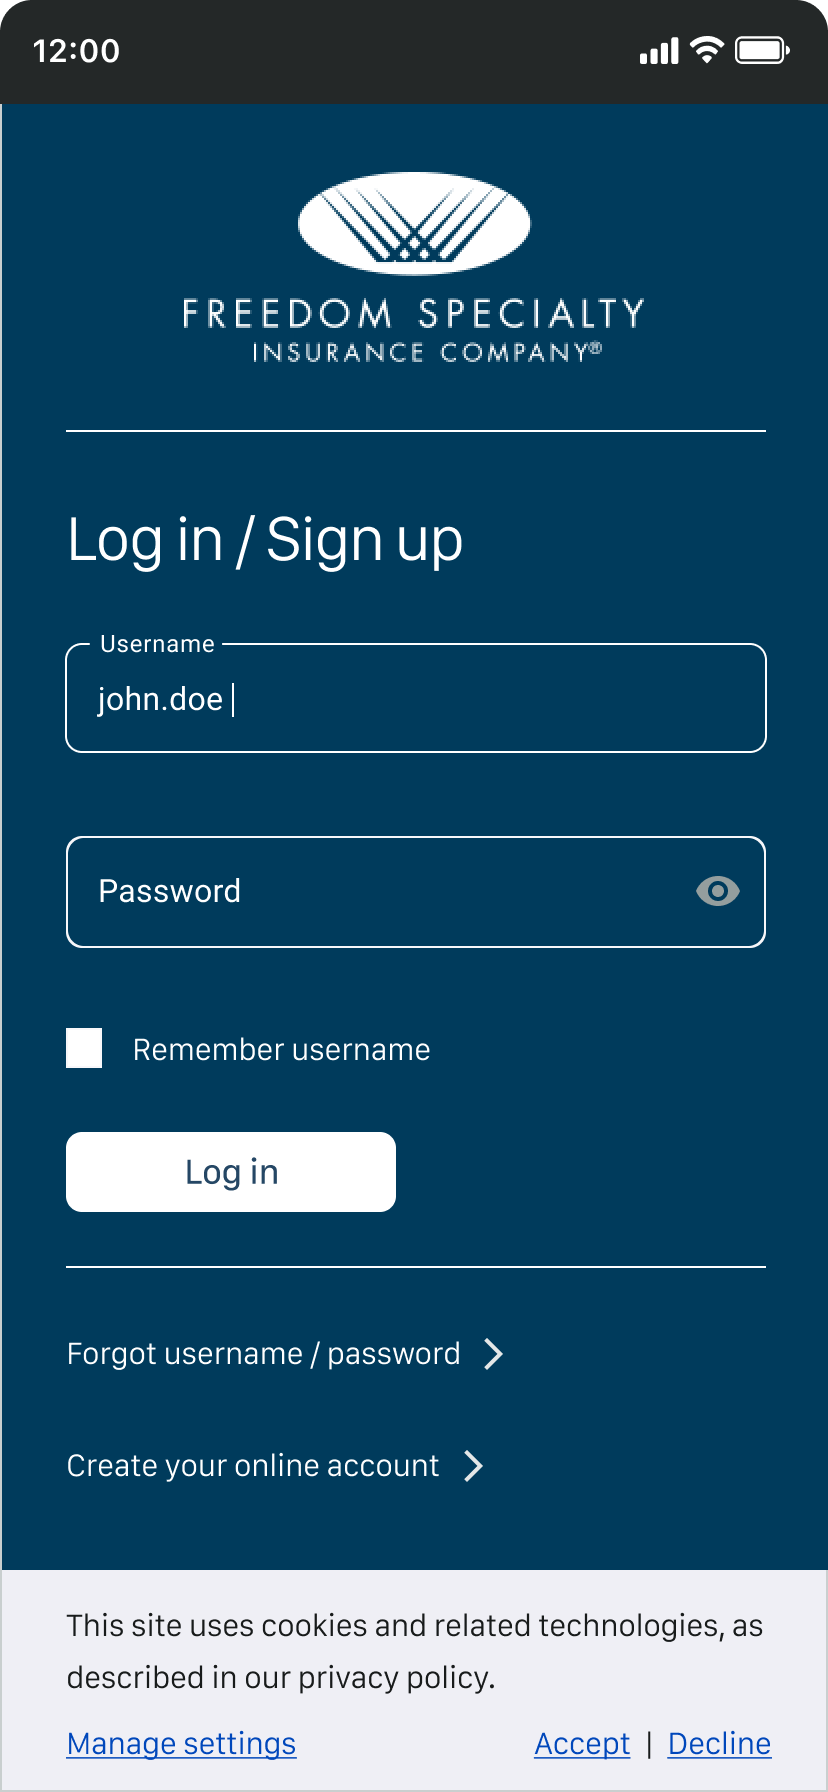 12:00
FREEDOM SPECIALTY
INSURANCE COMPANY®
Log in / Sign up
Username
john.doe
Password
Remember username
Log in
Forgot username / password
Create your online account
This site uses cookies and related technologies, as
described in our privacy policy.
Manage settings Accept | Decline